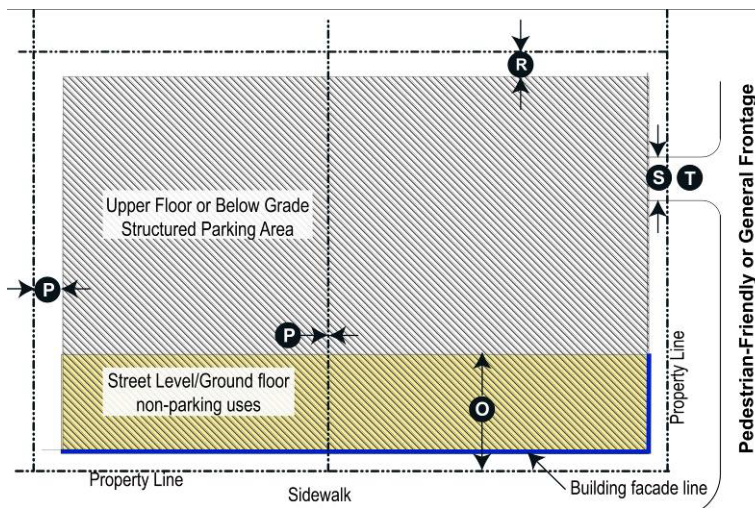 R
Upper Floor or Below Grade
Structured Parking Area
S T
P
P
Street Level/Ground floor
non-parking uses
O
Property Line
Sidewalk
Building facade line
Property Line
Pedestrian-Friendly or General Frontage